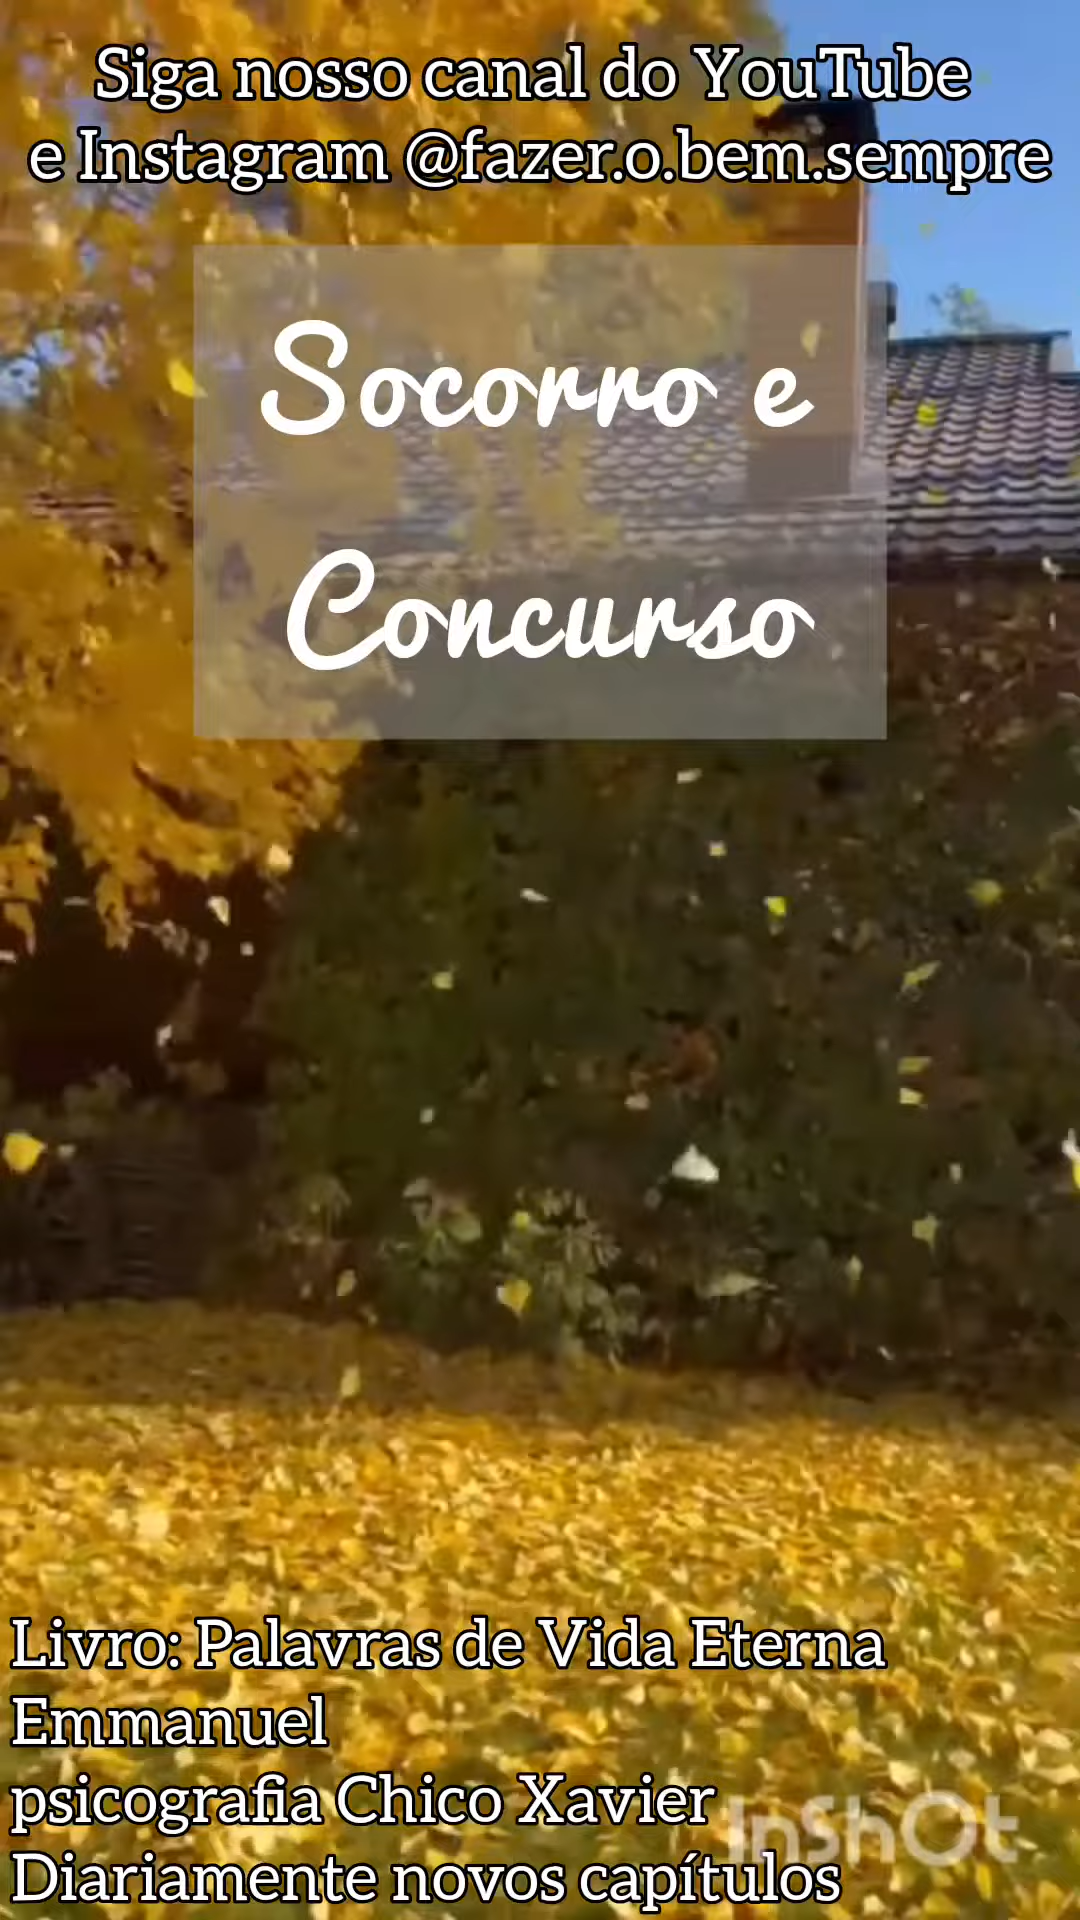 Siga nosso canal do YouTube
e Instagram @fazer.o.bem.sempre
Socorro e
Concurso
Livro: Palavras de Vida Eterna
Emmanuel
psicografia Chico Xavier
Diariamente novos capítulos
InShOt